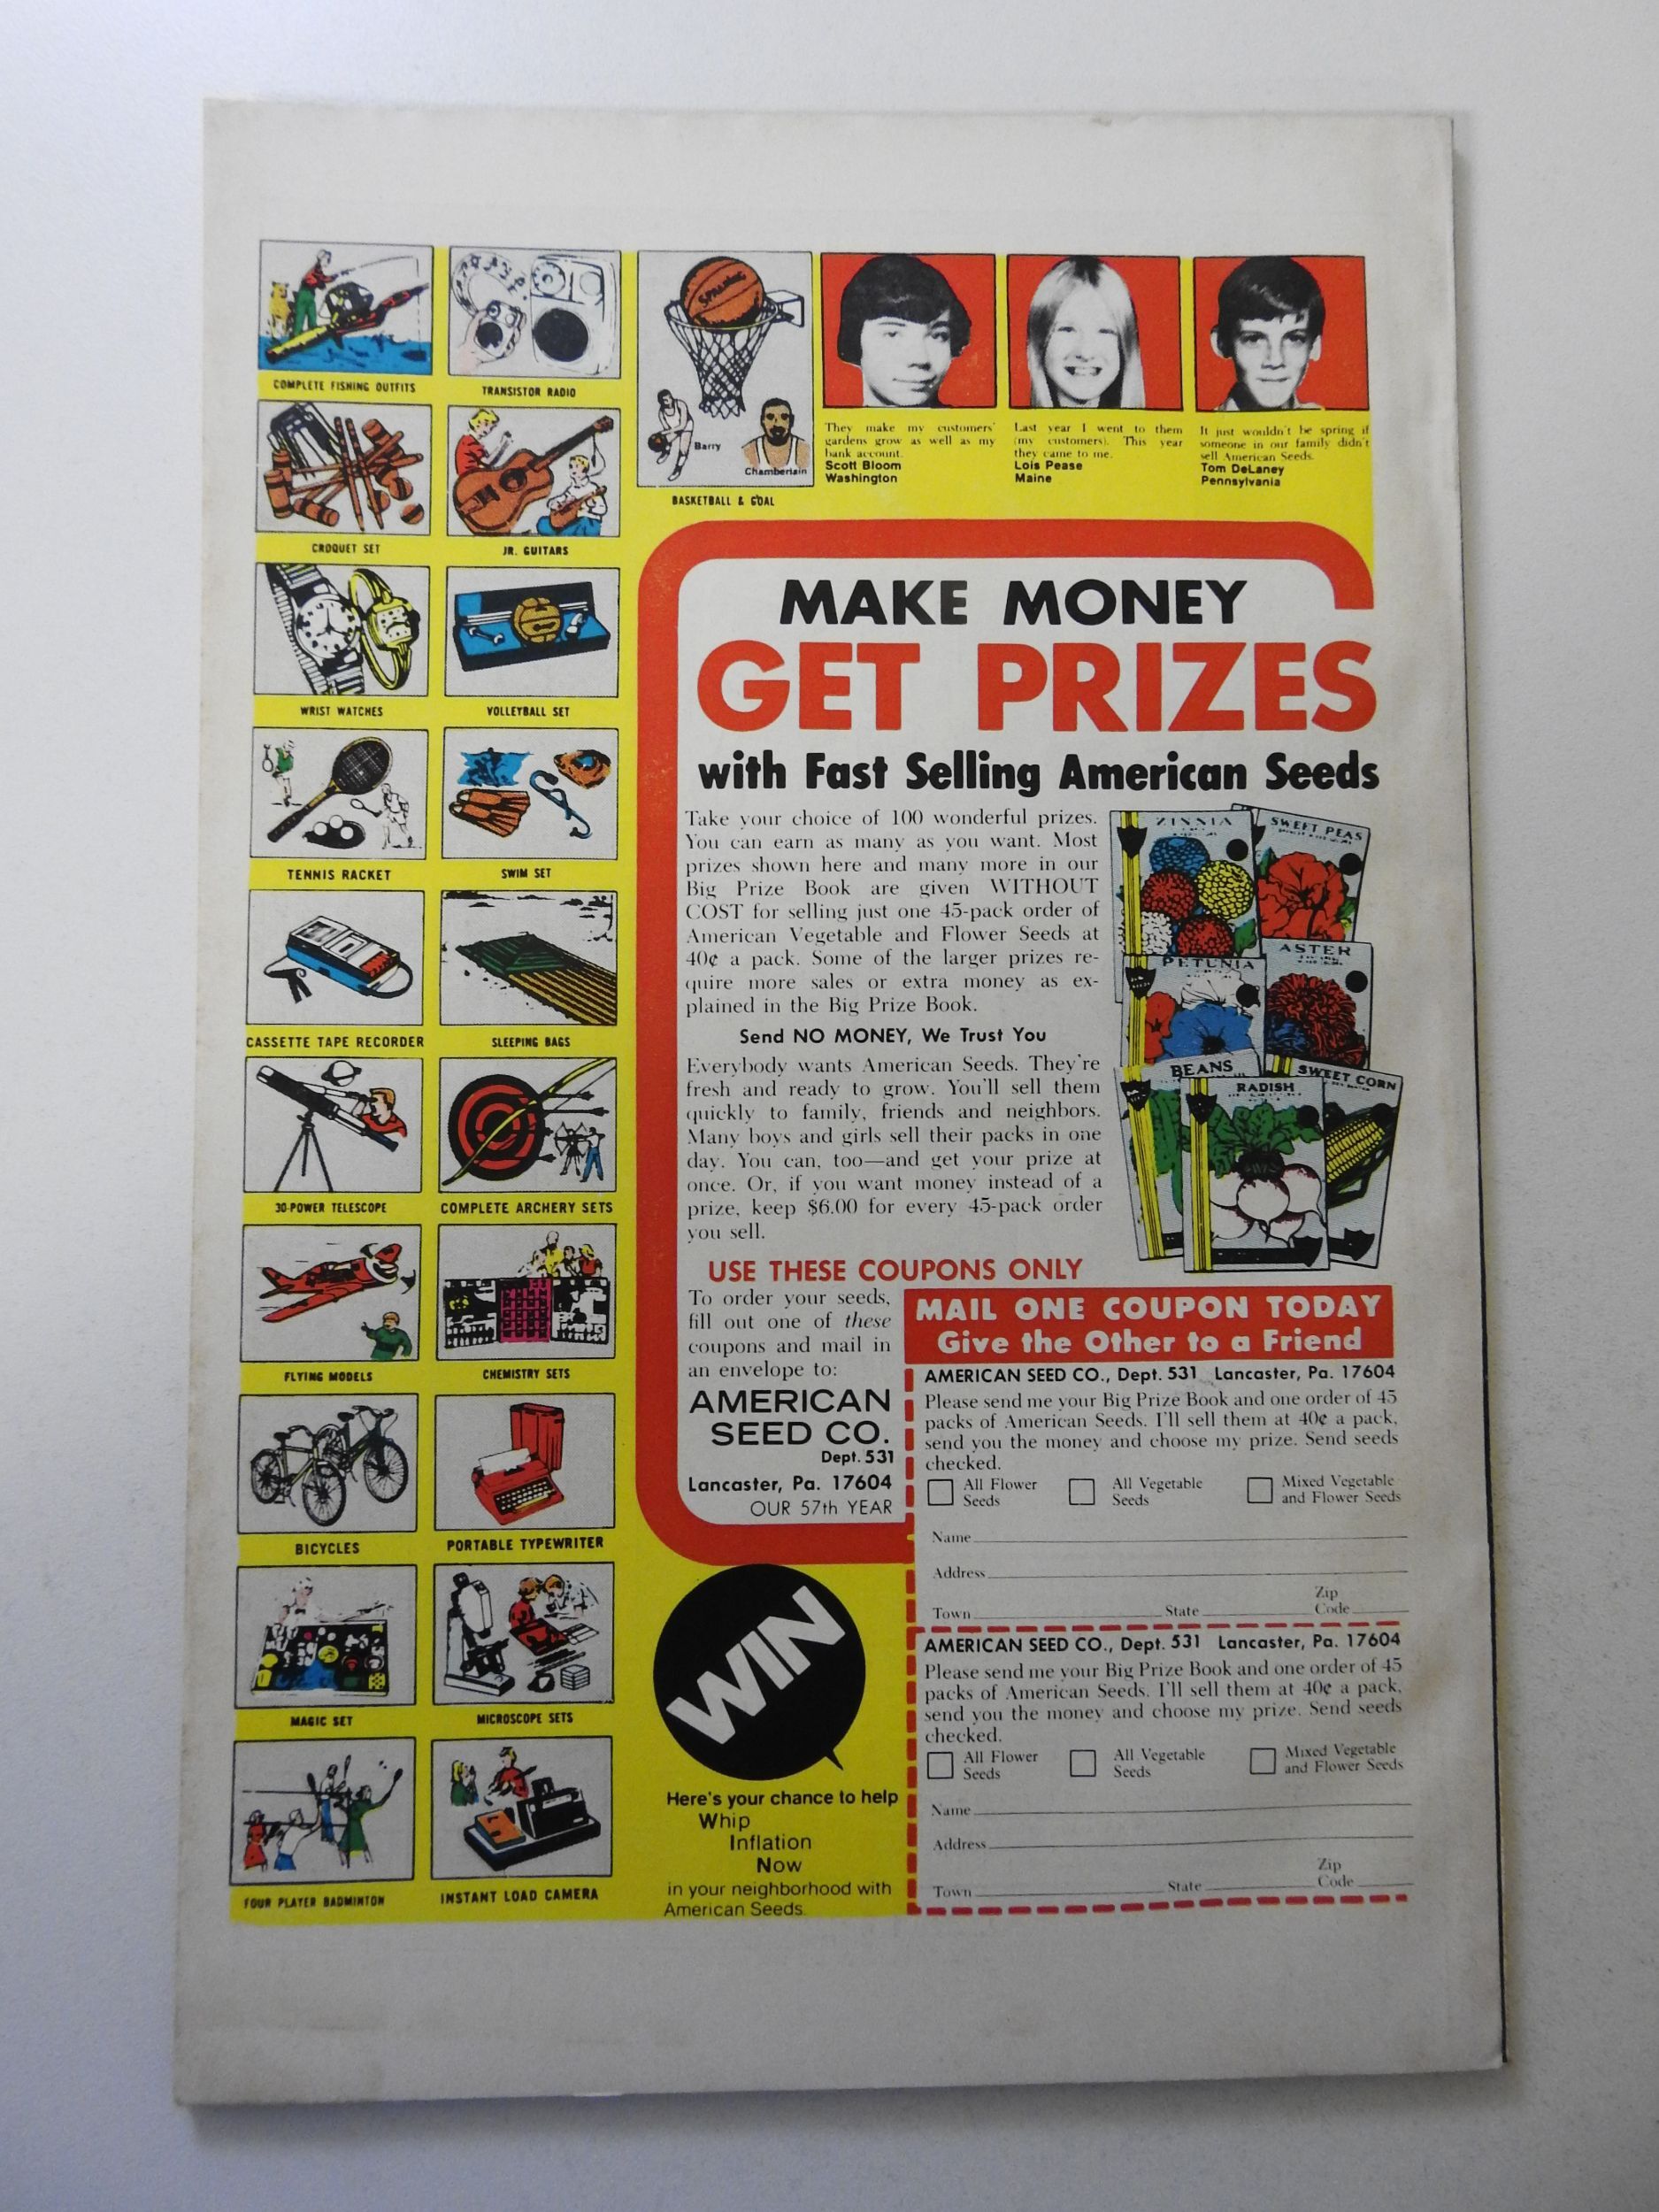 COMPLETE FISHING OUTFITS
TRANSISTOR RADIO
CROQUET SET
JR. GUITARS
WRIST WATCHES
VOLLEYBALL SET
TENNIS RACKET
SWIM SET
CASSETTE TAPE RECORDER
SLEEPING BAGS
30-POWER TELESCOPE
COMPLETE ARCHERY SETS
FLYING MODELS
CHEMISTRY SETS
BICYCLES
PORTABLE TYPEWRITER
MAGIC SET
MICROSCOPE SETS
FOUR PLAYER BADMINTON
INSTANT LOAD CAMERA
SPALDING
Barry
Chamberlain
BASKETBALL & GOAL
They make my customers'
gardens grow as well as my
bank account.
Scott Bloom
Washington
Last year I went to them
(my customers). This year
they came to me.
Lois Pease
Maine
It just wouldn't be spring if
someone in our family didn't
sell American Seeds.
Tom DeLaney
Pennsylvania
MAKE MONEY
GET PRIZES
with Fast Selling American Seeds
Take your choice of 100 wonderful prizes.
You can earn as many as you want. Most
prizes shown here and many more in our
Big Prize Book are given WITHOUT
COST for selling just one 45-pack order of
American Vegetable and Flower Seeds at
40¢ a pack. Some of the larger prizes re-
quire more sales or extra money as ex-
plained in the Big Prize Book.
Send NO MONEY, We Trust You
Everybody wants American Seeds. They're
fresh and ready to grow. You'll sell them
quickly to family, friends and neighbors.
Many boys and girls sell their packs in one
day. You can, too—and get your prize at
once. Or, if you want money instead of a
prize, keep $6.00 for every 45-pack order
you sell.
ZINNIA
SWEET PEAS
PETUNIA
ASTER
BEANS
RADISH
SWEET CORN
USE THESE COUPONS ONLY
To order your seeds,
fill out one of these
coupons and mail in
an envelope to:
AMERICAN
SEED CO.
Dept. 531
Lancaster, Pa. 17604
OUR 57th YEAR
MAIL ONE COUPON TODAY
Give the Other to a Friend
AMERICAN SEED CO., Dept. 531 Lancaster, Pa. 17604
Please send me your Big Prize Book and one order of 45
packs of American Seeds. I'll sell them at 40¢ a pack,
send you the money and choose my prize. Send seeds
checked.
All Flower
Seeds
All Vegetable
Seeds
Mixed Vegetable
and Flower Seeds
Name
Address
Town State Zip
Code
AMERICAN SEED CO., Dept. 531 Lancaster, Pa. 17604
Please send me your Big Prize Book and one order of 45
packs of American Seeds. I'll sell them at 40¢ a pack,
send you the money and choose my prize. Send seeds
checked.
All Flower
Seeds
All Vegetable
Seeds
Mixed Vegetable
and Flower Seeds
Name
Address
Town State Zip
Code
WIN
Here's your chance to help
Whip
Inflation
Now
in your neighborhood with
American Seeds.